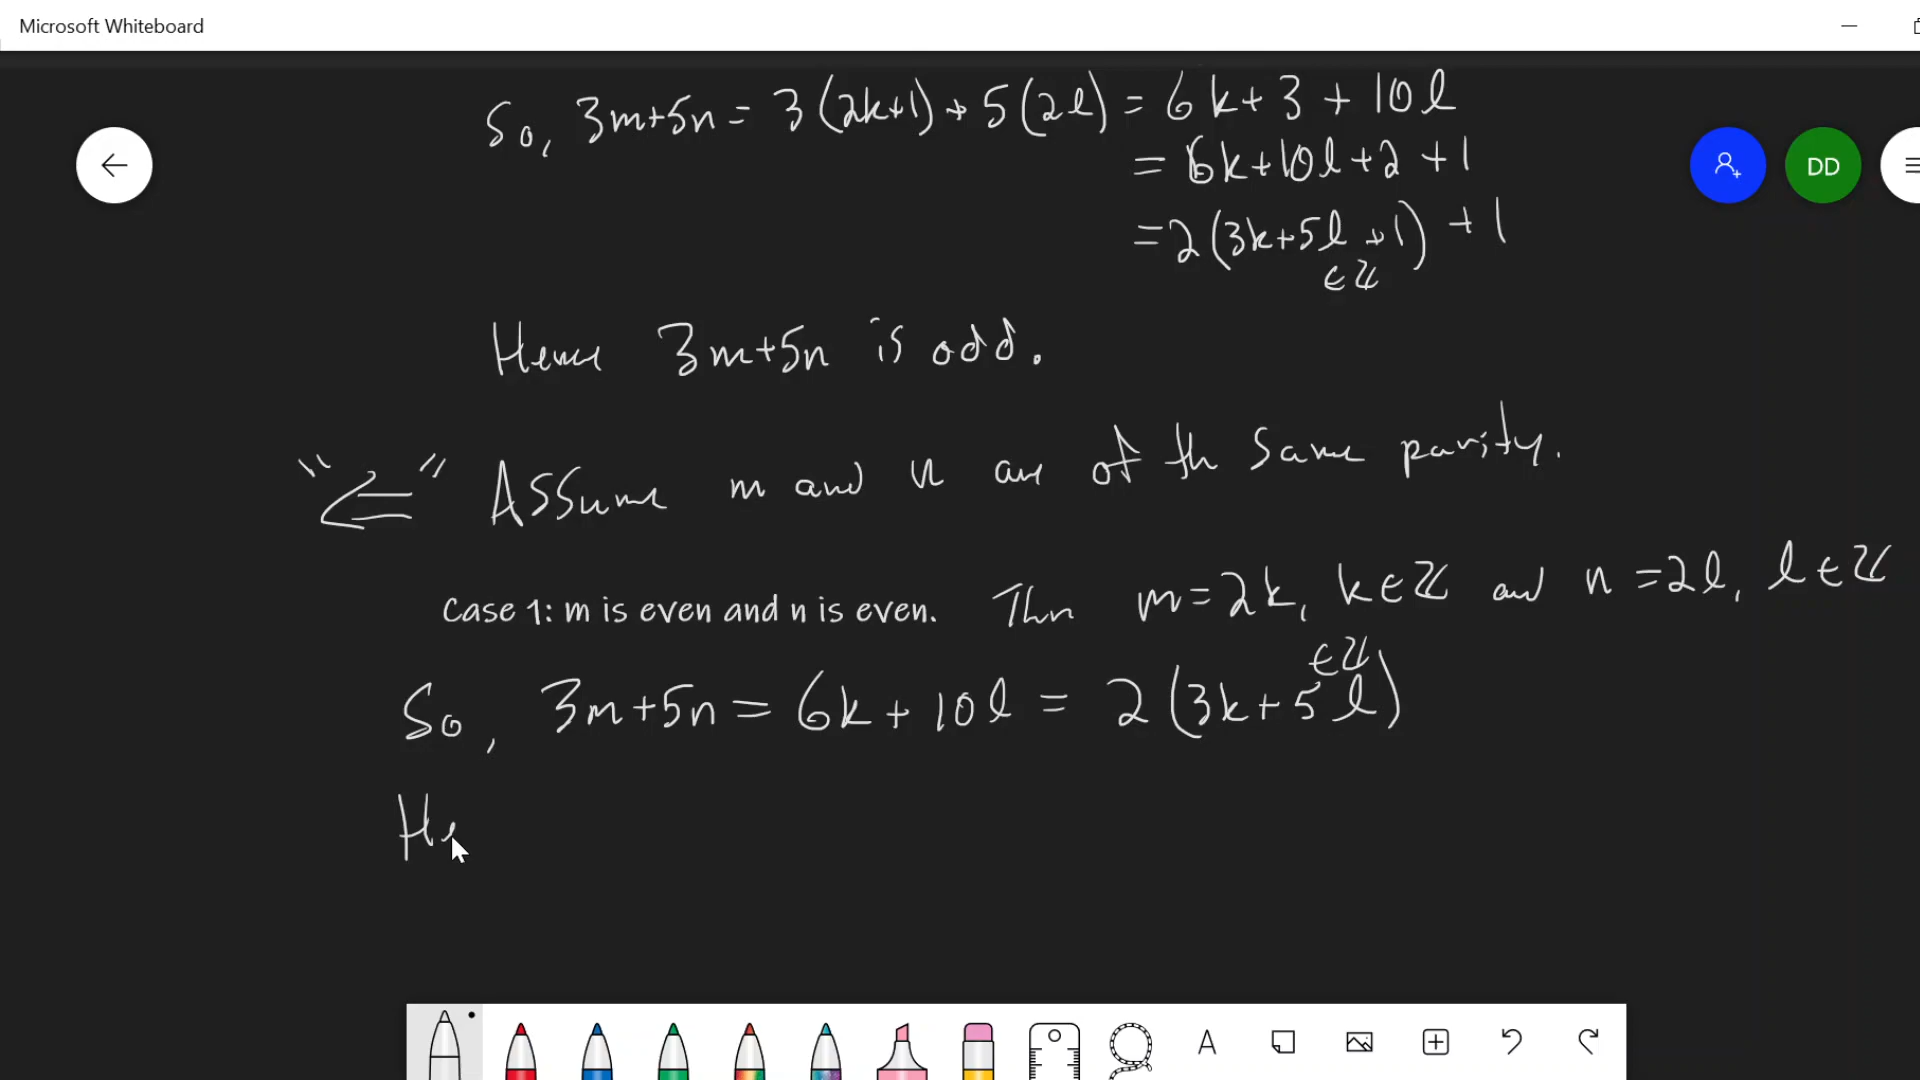 Microsoft Whiteboard
So, 3m+5n = 3(2k+1) + 5(2l) = 6k + 3 + 10l
= 6k+10l+2 +1
= 2(3k+5l +1) + 1
∈ ℤ
DD
Hence 3m+5n is odd.
"⇐" Assume m and n are of the same parity.
Case 1: m is even and n is even. Then m=2k, k∈ℤ and n=2l, l∈ℤ
∈ℤ
So, 3m+5n = 6k + 10l = 2(3k+5l)
He
A